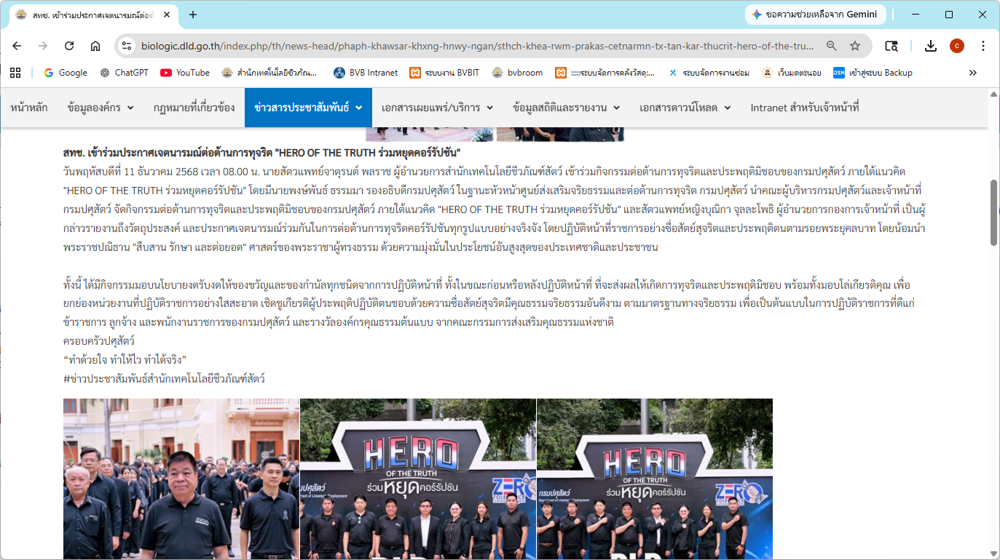 สทช. เข้าร่วมประกาศเจตนารมณ์ต่อต้
ขอความช่วยเหลือจาก Gemini
biologic.dld.go.th/index.php/th/news-head/phaph-khawsar-khxng-hnwy-ngan/sthch-khea-rwm-prakas-cetnarmn-tx-tan-kar-thucrit-hero-of-the-tru...
c
Google ChatGPT YouTube สำนักเทคโนโลยีชีวภัณ... BVB Intranet ระบบงาน BVBIT bvbroom :::::ระบบจัดการคลังวัสดุ:... ระบบจัดการงานซ่อม เว็บมดตะนอย เข้าสู่ระบบ Backup
หน้าหลัก ข้อมูลองค์กร กฏหมายที่เกี่ยวข้อง ข่าวสารประชาสัมพันธ์ เอกสารเผยแพร่/บริการ ข้อมูลสถิติและรายงาน เอกสารดาวน์โหลด Intranet สำหรับเจ้าหน้าที่
สทช. เข้าร่วมประกาศเจตนารมณ์ต่อต้านการทุจริต "HERO OF THE TRUTH ร่วมหยุดคอร์รัปชัน"
วันพฤหัสบดีที่ 11 ธันวาคม 2568 เวลา 08.00 น. นายสัตวแพทย์จาตุรนต์ พลราช ผู้อำนวยการสำนักเทคโนโลยีชีวภัณฑ์สัตว์ เข้าร่วมกิจกรรมต่อต้านการทุจริตและประพฤติมิชอบของกรมปศุสัตว์ ภายใต้แนวคิด
"HERO OF THE TRUTH ร่วมหยุดคอร์รัปชัน" โดยมีนายพงษ์พันธ์ ธรรมมา รองอธิบดีกรมปศุสัตว์ ในฐานะหัวหน้าศูนย์ส่งเสริมจริยธรรมและต่อต้านการทุจริต กรมปศุสัตว์ นำคณะผู้บริหารกรมปศุสัตว์และเจ้าหน้าที่
กรมปศุสัตว์ จัดกิจกรรมต่อต้านการทุจริตและประพฤติมิชอบของกรมปศุสัตว์ ภายใต้แนวคิด "HERO OF THE TRUTH ร่วมหยุดคอร์รัปชัน" และสัตวแพทย์หญิงบุณิกา จุลละโพธิ ผู้อำนวยการกองการเจ้าหน้าที่ เป็นผู้
กล่าวรายงานถึงวัตถุประสงค์ และประกาศเจตนารมณ์ร่วมกันในการต่อต้านการทุจริตคอร์รัปชันทุกรูปแบบอย่างจริงจัง โดยปฏิบัติหน้าที่ราชการอย่างซื่อสัตย์สุจริตและประพฤติตนตามรอยพระยุคลบาท โดยน้อมนำ
พระราชปณิธาน "สืบสาน รักษา และต่อยอด" ศาสตร์ของพระราชาผู้ทรงธรรม ด้วยความมุ่งมั่นในประโยชน์อันสูงสุดของประเทศชาติและประชาชน
ทั้งนี้ ได้มีกิจกรรมมอบนโยบายงดรับงดให้ของขวัญและของกำนัลทุกชนิดจากการปฏิบัติหน้าที่ ทั้งในขณะก่อนหรือหลังปฏิบัติหน้าที่ ที่จะส่งผลให้เกิดการทุจริตและประพฤติมิชอบ พร้อมทั้งมอบโล่เกียรติคุณ เพื่อ
ยกย่องหน่วยงานที่ปฏิบัติราชการอย่างใสสะอาด เชิดชูเกียรติผู้ประพฤติปฏิบัติตนชอบด้วยความซื่อสัตย์สุจริตมีคุณธรรมจริยธรรมอันดีงาม ตามมาตรฐานทางจริยธรรม เพื่อเป็นต้นแบบในการปฏิบัติราชการที่ดีแก่
ข้าราชการ ลูกจ้าง และพนักงานราชการของกรมปศุสัตว์ และรางวัลองค์กรคุณธรรมต้นแบบ จากคณะกรรมการส่งเสริมคุณธรรมแห่งชาติ
ครอบครัวปศุสัตว์
“ทำด้วยใจ ทำให้ไว ทำได้จริง”
#ข่าวประชาสัมพันธ์สำนักเทคโนโลยีชีวภัณฑ์สัตว์
HERO
OF THE TRUTH
ร่วมหยุดคอร์รัปชัน
ปศุสัตว์
ZERO
HERO
OF THE TRUTH
ร่วมหยุดคอร์รัปชัน
กรมปศุสัตว์
ZERO
TOLERANCE